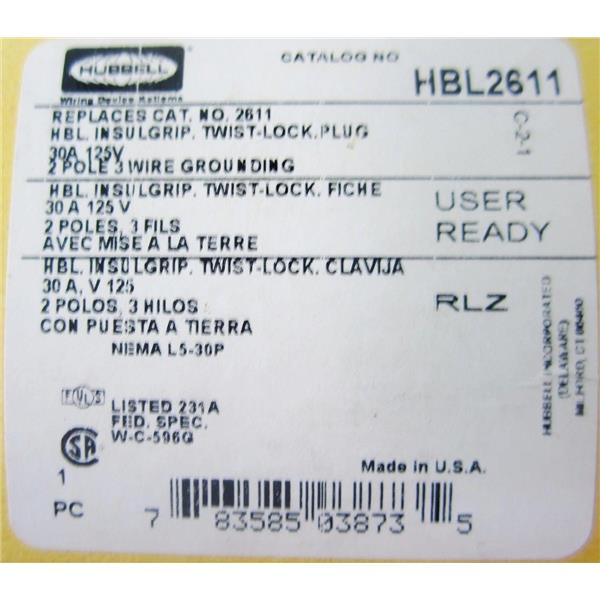 HUBBELL
Wiring Device
CATALOG NO
HBL2611
REPLACES CAT. NO. 2611
HBL. INSULGRIP. TWIST-LOCK. PLUG
30A 125V
2 POLE 3 WIRE GROUNDING
C-2-1
HBL. INSULGRIP. TWIST-LOCK. FICHE
30 A 125 V
2 POLES, 3 FILS
AVEC MISE A LA TERRE
USER
READY
HBL. INSULGRIP. TWIST-LOCK. CLAVIJA
30 A, V 125
2 POLOS, 3 HILOS
CON PUESTA A TIERRA
RLZ
NEMA L5-30P
HUBBELL INCORPORATED
(DELAWARE)
MILFORD, CT
LISTED 231A
FED. SPEC.
W-C-596G
SA
1
PC
Made in U.S.A.
7 83585 03873 5